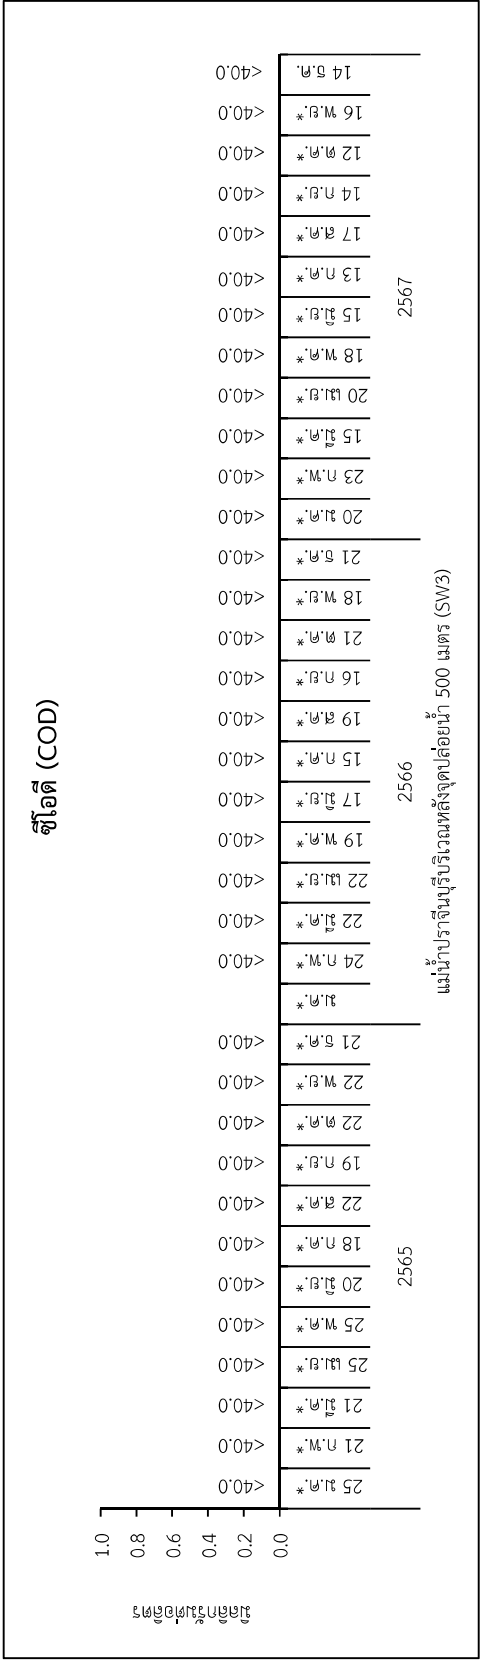 ซีโอดี (COD)
มิลลิกรัมต่อลิตร
1.0
0.8
0.6
0.4
0.2
0.0
<40.0 <40.0 <40.0 <40.0 <40.0 <40.0 <40.0 <40.0 <40.0 <40.0 <40.0 <40.0 <40.0 <40.0 <40.0 <40.0 <40.0 <40.0 <40.0 <40.0 <40.0 <40.0 <40.0 <40.0 <40.0 <40.0 <40.0 <40.0 <40.0 <40.0 <40.0 <40.0 <40.0 <40.0 <40.0
25 ม.ค.*
21 ก.พ.*
21 มี.ค.*
25 เม.ย.*
25 พ.ค.*
20 มิ.ย.*
18 ก.ค.*
22 ส.ค.*
19 ก.ย.*
22 ต.ค.*
22 พ.ย.*
21 ธ.ค.*
ม.ค.*
24 ก.พ.*
22 มี.ค.*
22 เม.ย.*
19 พ.ค.*
17 มิ.ย.*
15 ก.ค.*
19 ส.ค.*
16 ก.ย.*
21 ต.ค.*
18 พ.ย.*
21 ธ.ค.*
20 ม.ค.*
23 ก.พ.*
15 มี.ค.*
20 เม.ย.*
18 พ.ค.*
15 มิ.ย.*
13 ก.ค.*
17 ส.ค.*
14 ก.ย.*
12 ต.ค.*
16 พ.ย.*
14 ธ.ค.
2565 2566 2567
แม่น้ำปราจีนบุรีบริเวณหลังจุดปล่อยน้ำ 500 เมตร (SW3)